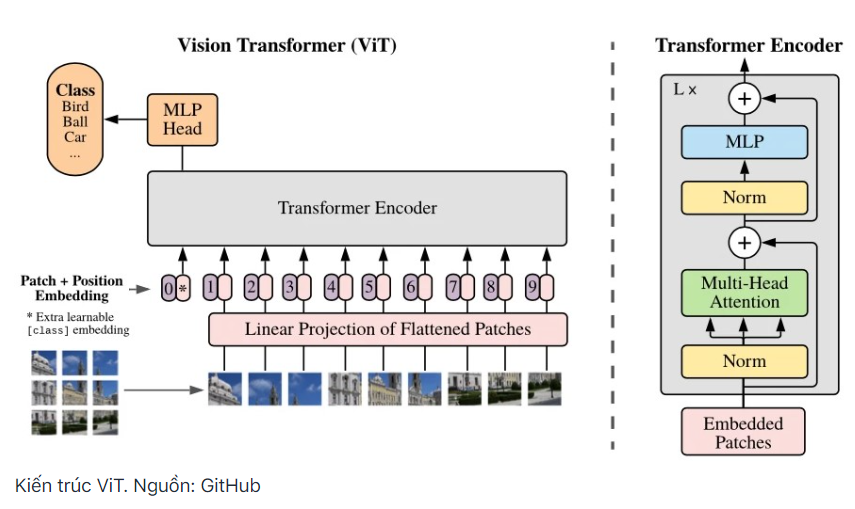 Vision Transformer (ViT)
Class
Bird
Ball
Car
...
MLP
Head
Transformer Encoder
Patch + Position
Embedding
0 * 1 2 3 4 5 6 7 8 9
* Extra learnable
[class] embedding
Linear Projection of Flattened Patches
Transformer Encoder
L x
+
MLP
Norm
+
Multi-Head
Attention
Norm
Embedded
Patches
Kiến trúc ViT. Nguồn: GitHub